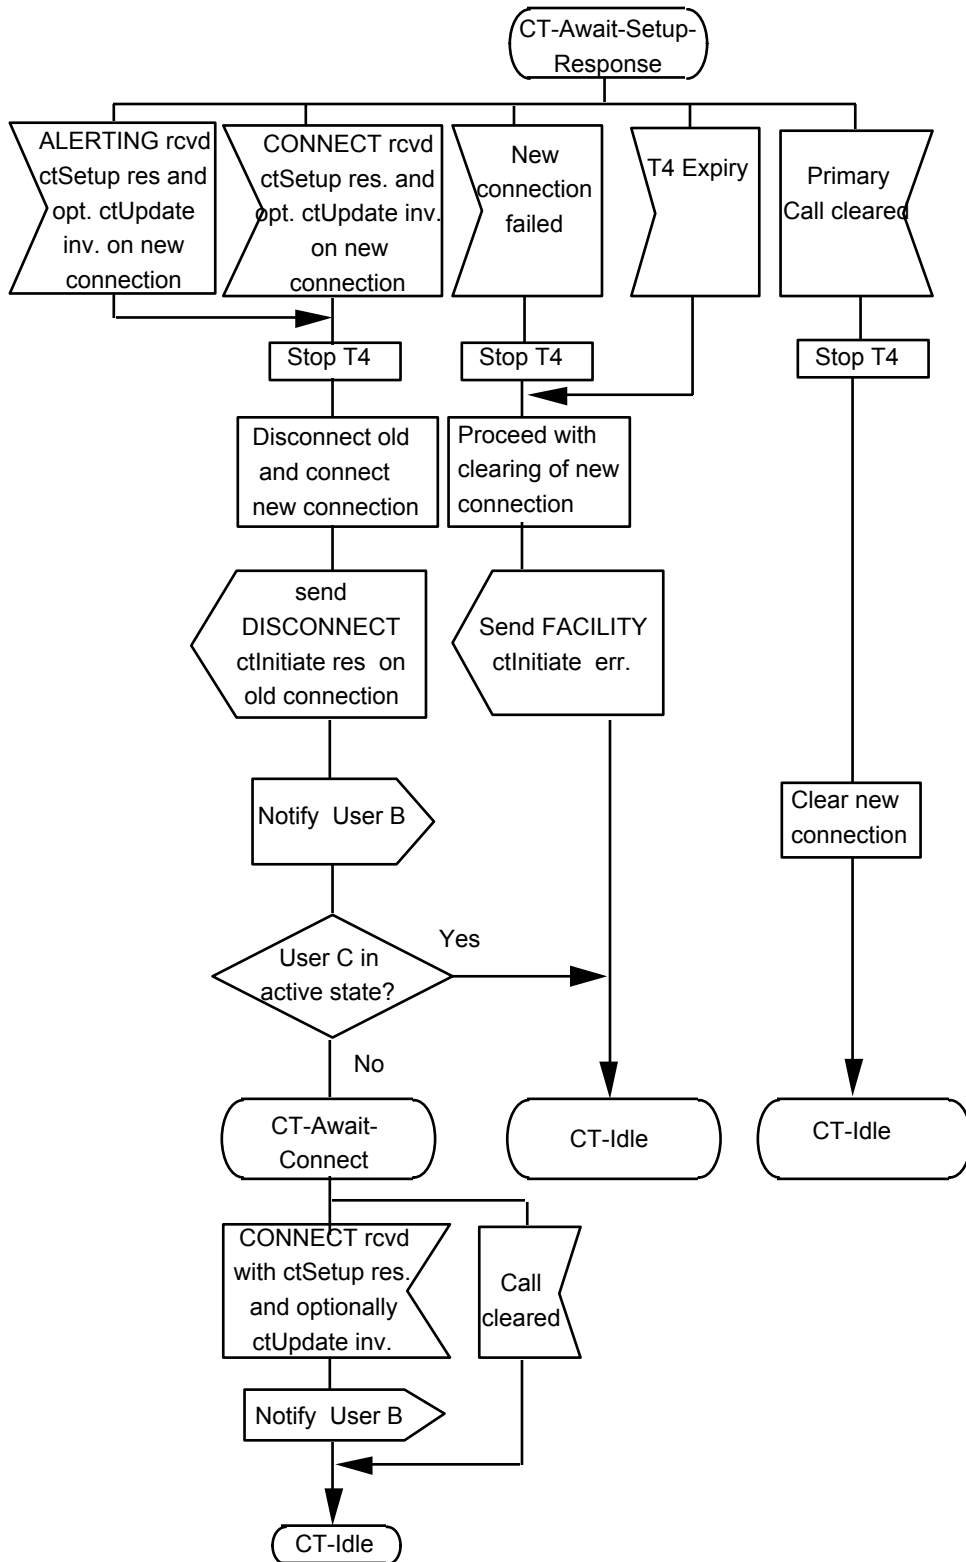 CT-Await-Setup-
Response
ALERTING rcvd
ctSetup res and
opt. ctUpdate
inv. on new
connection
CONNECT rcvd
ctSetup res. and
opt. ctUpdate inv.
on new
connection
New
connection
failed
T4 Expiry
Primary
Call cleared
Stop T4
Stop T4
Stop T4
Disconnect old
and connect
new connection
Proceed with
clearing of new
connection
send
DISCONNECT
ctInitiate res on
old connection
Send FACILITY
ctInitiate err.
Notify User B
Clear new
connection
User C in
active state?
Yes
No
CT-Await-
Connect
CT-Idle
CT-Idle
CONNECT rcvd
with ctSetup res.
and optionally
ctUpdate inv.
Call
cleared
Notify User B
CT-Idle